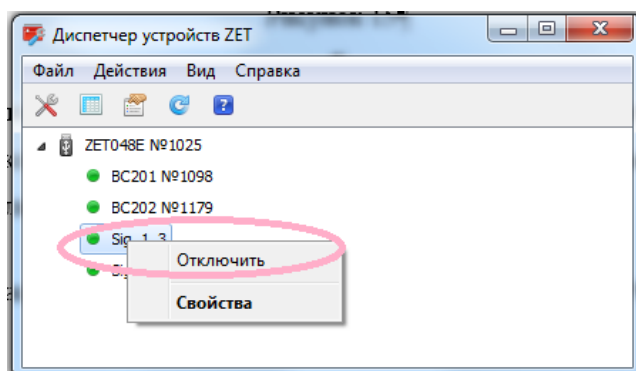 Диспетчер устройств ZET
Файл Действия Вид Справка
ZET048E №1025
BC201 №1098
BC202 №1179
Sig_1_3
Отключить
Свойства